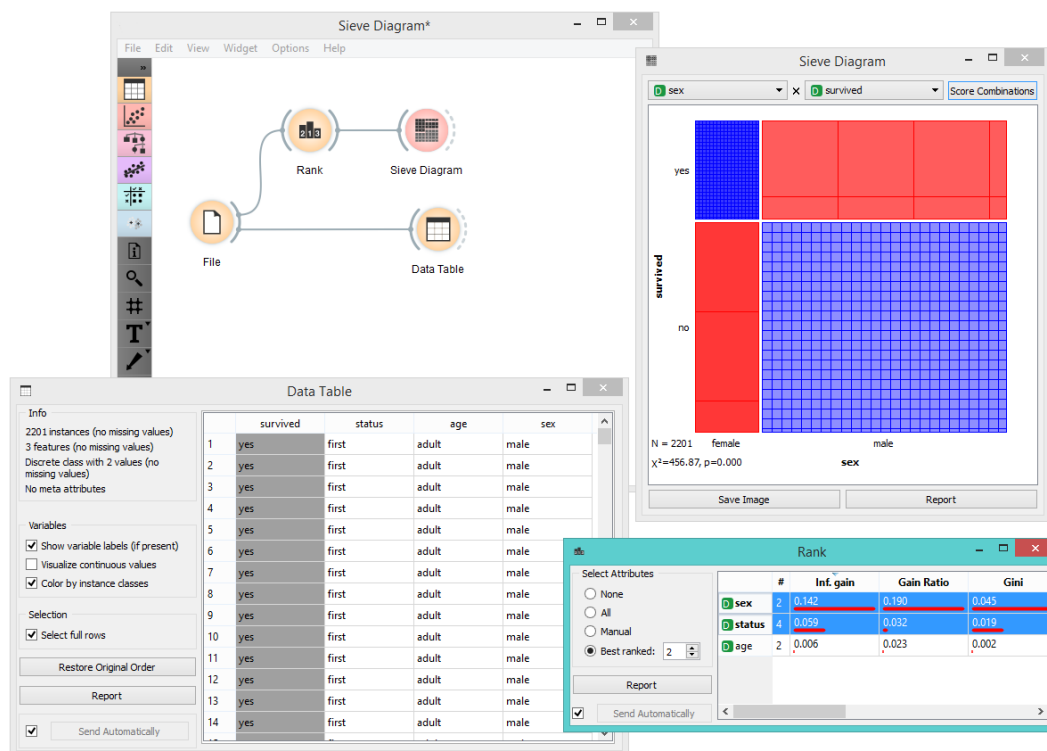 Sieve Diagram*
File Edit View Widget Options Help
Rank
Sieve Diagram
File
Data Table
Sieve Diagram
D sex
×
D survived
Score Combinations
yes
survived
no
N = 2201 female male
χ²=456.87, p=0.000 sex
Save Image
Report
Data Table
Info
2201 instances (no missing values)
3 features (no missing values)
Discrete class with 2 values (no
missing values)
No meta attributes
Variables
Show variable labels (if present)
Visualize continuous values
Color by instance classes
Selection
Select full rows
Restore Original Order
Report
Send Automatically
survived status age sex
1 yes first adult male
2 yes first adult male
3 yes first adult male
4 yes first adult male
5 yes first adult male
6 yes first adult male
7 yes first adult male
8 yes first adult male
9 yes first adult male
10 yes first adult male
11 yes first adult male
12 yes first adult male
13 yes first adult male
14 yes first adult male
Rank
Select Attributes
None
All
Manual
Best ranked: 2
Report
Send Automatically
# Inf. gain Gain Ratio Gini
D sex 2 0.142 0.190 0.045
D status 4 0.059 0.032 0.019
D age 2 0.006 0.023 0.002